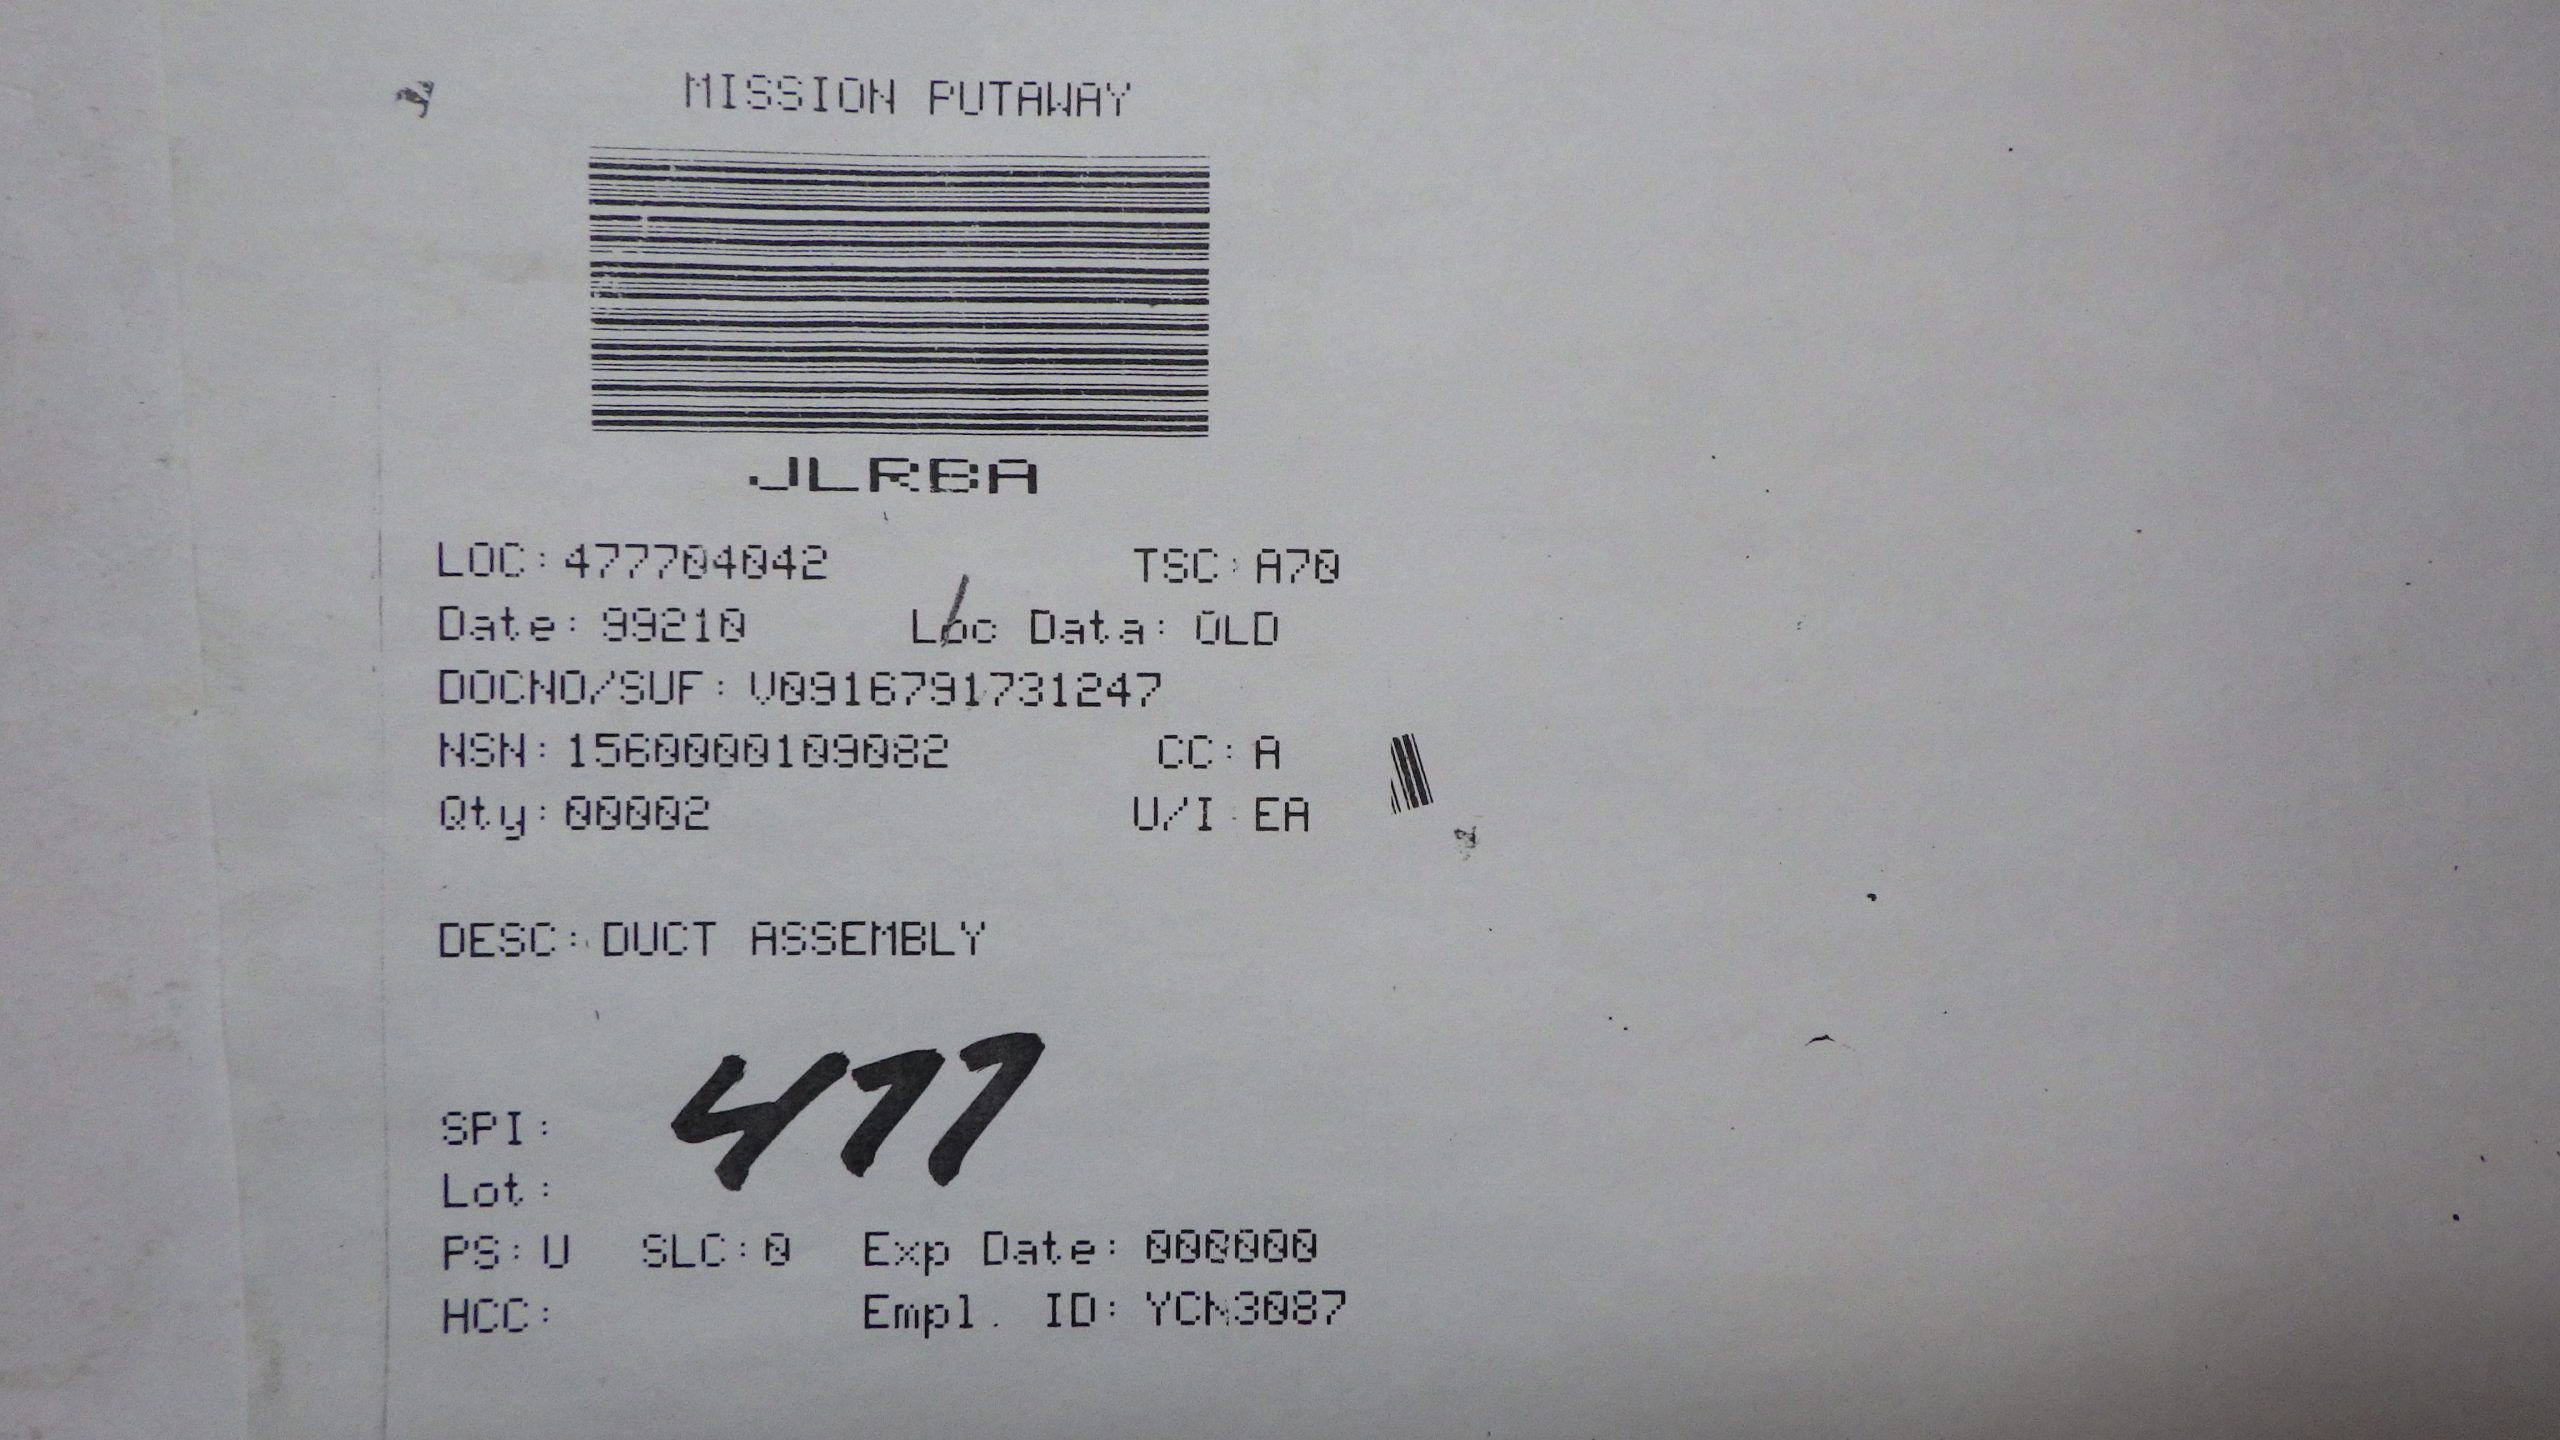 MISSION PUTAWAY
JLRBA
LOC: 477704042 TSC: A70
Date: 99210 Loc Data: OLD
DOCNO/SUF: V0916791731247
NSN: 1560000109082 CC: A
Qty: 00002 U/I: EA
DESC: DUCT ASSEMBLY
477
SPI:
Lot:
PS: U SLC: 0 Exp Date: 000000
HCC: Empl. ID: YCN3087